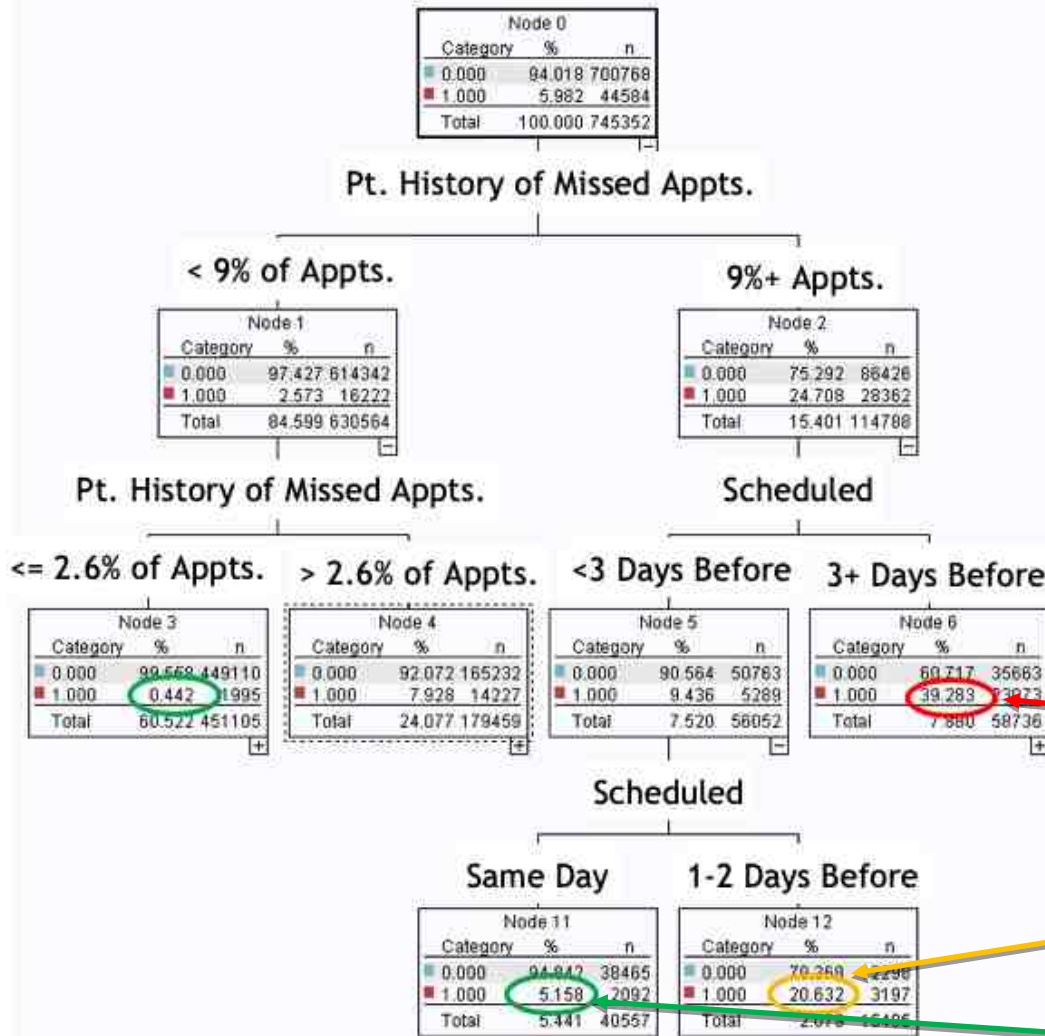 Node 0
Category % n
0.000 94.018 700768
1.000 5.982 44584
Total 100.000 745352
Pt. History of Missed Appts.
< 9% of Appts.
9%+ Appts.
Node 1
Category % n
0.000 97.427 614342
1.000 2.573 16222
Total 84.599 630564
Node 2
Category % n
0.000 75.292 86426
1.000 24.708 28362
Total 15.401 114788
Pt. History of Missed Appts.
Scheduled
<= 2.6% of Appts.
> 2.6% of Appts.
<3 Days Before
3+ Days Before
Node 3
Category % n
0.000 99.558 449110
1.000 0.442 1995
Total 60.522 451105
Node 4
Category % n
0.000 92.072 165232
1.000 7.928 14227
Total 24.077 179459
Node 5
Category % n
0.000 90.564 50763
1.000 9.436 5289
Total 7.520 56052
Node 6
Category % n
0.000 60.717 35663
1.000 39.283
Total 7.880 58736
Scheduled
Same Day
1-2 Days Before
Node 11
Category % n
0.000 94.842 38465
1.000 5.158 2092
Total 5.441 40557
Node 12
Category % n
0.000
1.000 20.632 3197
Total